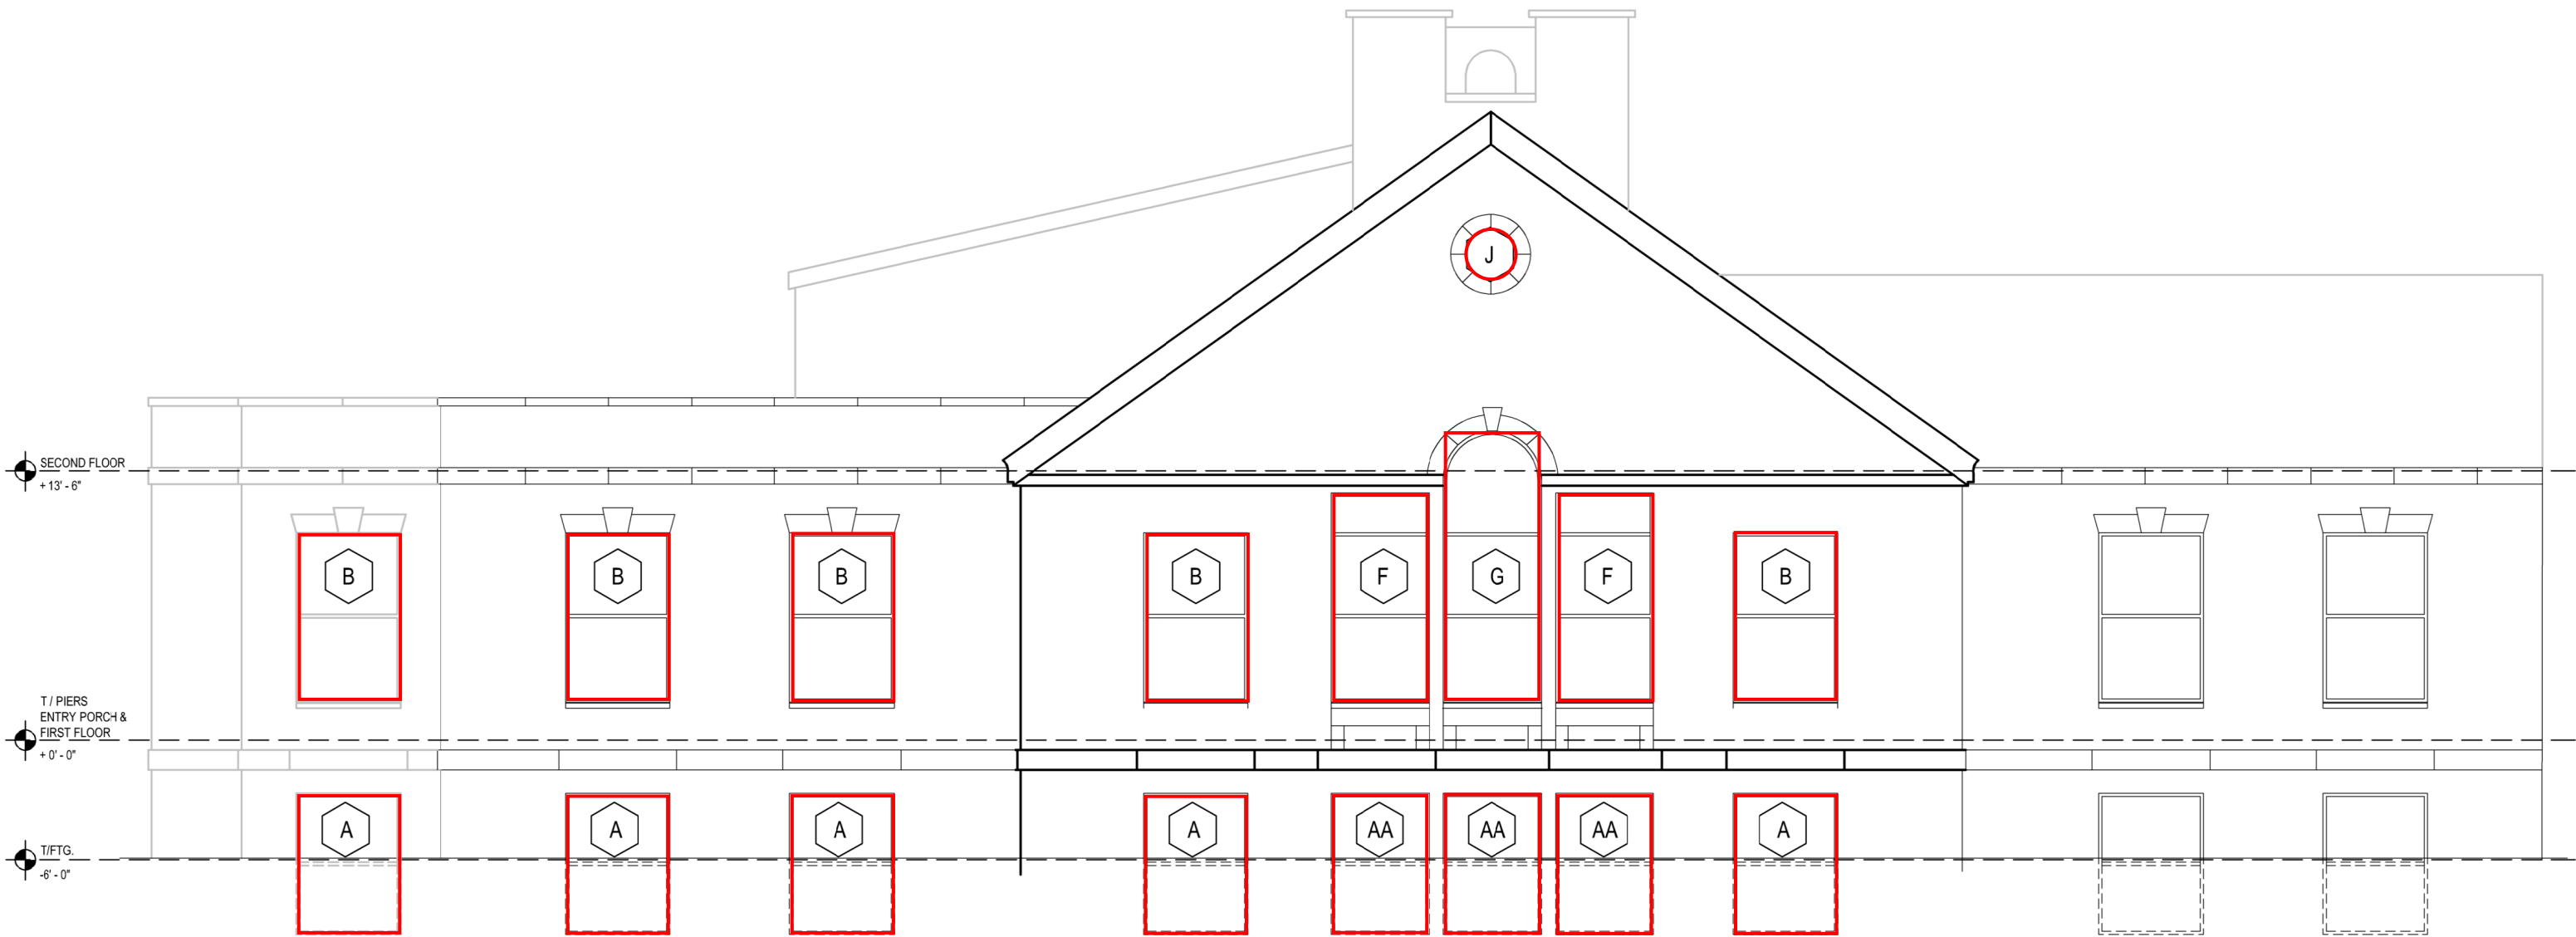 J
SECOND FLOOR
+ 13' - 6"
B
B
B
B
F
G
F
B
T / PIERS
ENTRY PORCH &
FIRST FLOOR
+ 0' - 0"
A
A
A
A
AA
AA
AA
A
T/FTG.
-6' - 0"